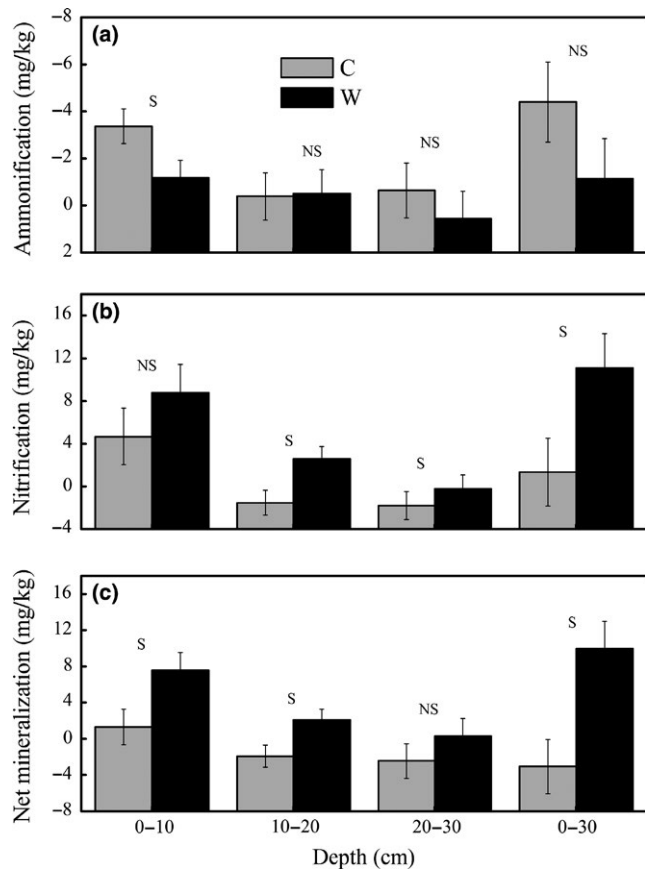 (a)
Ammonification (mg/kg)
−8
−6
−4
−2
0
2
C
W
S
NS
NS
NS
(b)
Nitrification (mg/kg)
16
12
8
4
0
−4
NS
S
S
S
(c)
Net mineralization (mg/kg)
16
12
8
4
0
−4
−8
S
S
NS
S
0−10 10−20 20−30 0−30
Depth (cm)